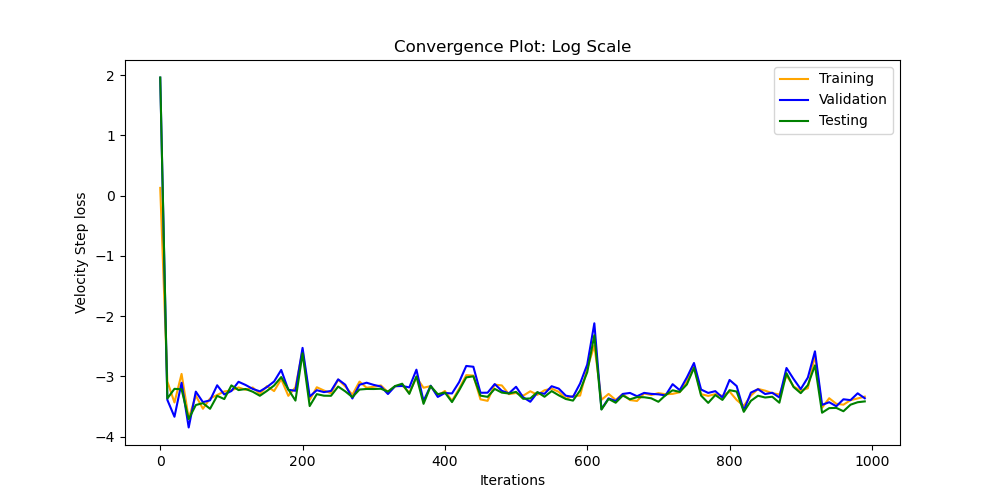 Convergence Plot: Log Scale
Training
Validation
Testing
Velocity Step loss
2
1
0
−1
−2
−3
−4
0 200 400 600 800 1000
Iterations